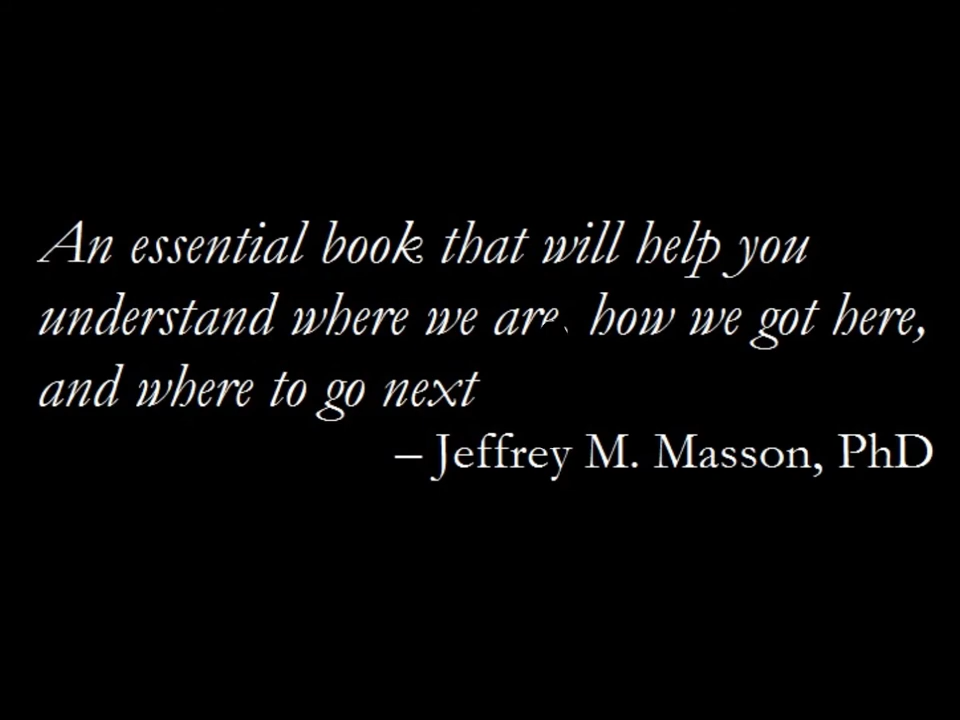 An essential book that will help you
understand where we are, how we got here,
and where to go next
– Jeffrey M. Masson, PhD